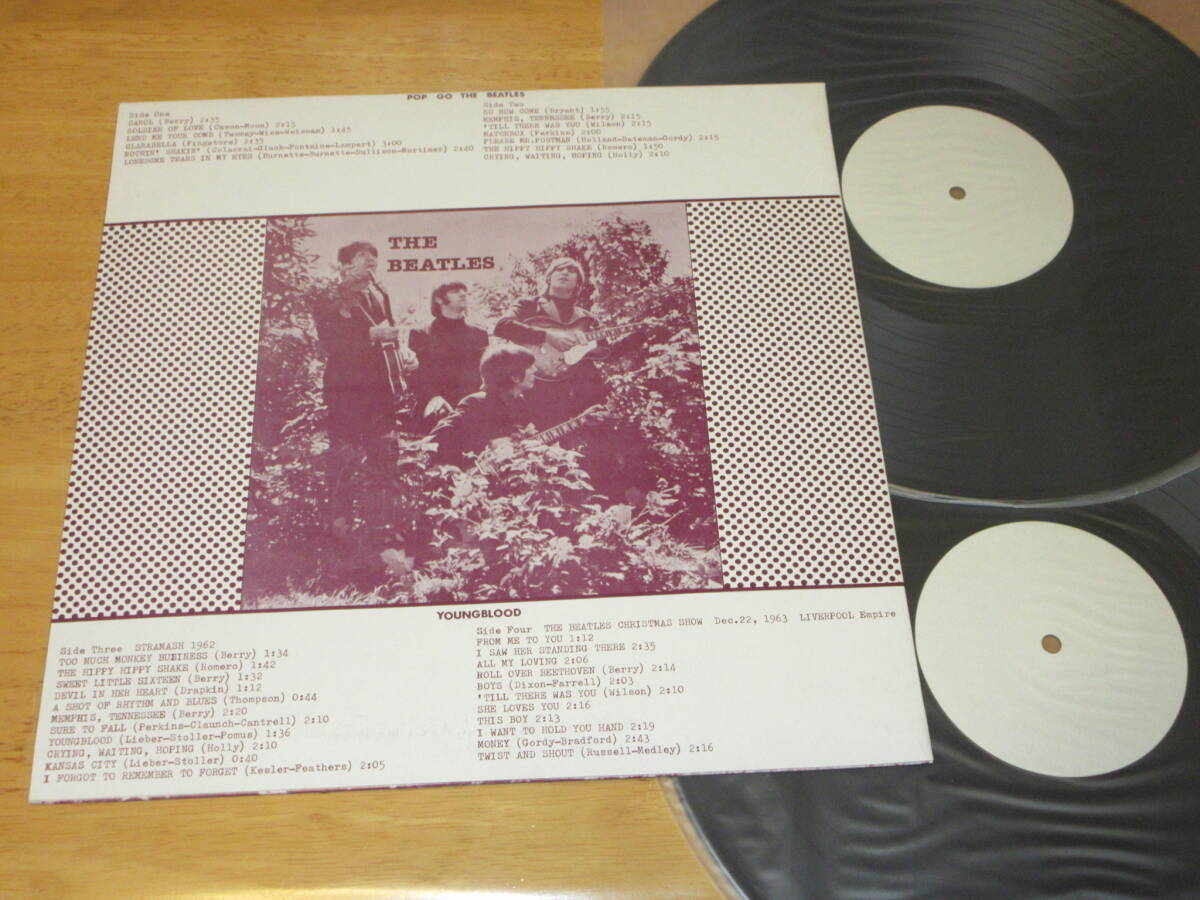 POP GO THE BEATLES
Side One
CAROL (Berry) 2:35
SOLDIER OF LOVE (Cason-Moon) 2:15
LEND ME YOUR COMB (Twomey-Wise-Weisman) 1:45
CLARABELLA (Pingatore) 2:35
NOTHIN' SHAKIN' (Colacrai-Gluck-Fontaine-Lampert) 3:00
LONESOME TEARS IN MY EYES (Burnette-Burnette-Bullison-Mortimer) 2:40
Side Two
SO HOW COME (Bryant) 1:55
MEMPHIS, TENNESSEE (Berry) 2:15
'TILL THERE WAS YOU (Wilson) 2:15
MATCHBOX (Perkins) 2:00
PLEASE MR.POSTMAN (Holland-Bateman-Gordy) 2:15
THE HIPPY HIPPY SHAKE (Romero) 1:50
CRYING, WAITING, HOPING (Holly) 2:10
THE
BEATLES
YOUNGBLOOD
Side Three STRAMASH 1962
TOO MUCH MONKEY BUSINESS (Berry) 1:34
THE HIPPY HIPPY SHAKE (Romero) 1:42
SWEET LITTLE SIXTEEN (Berry) 1:32
DEVIL IN HER HEART (Drapkin) 1:12
A SHOT OF RHYTHM AND BLUES (Thompson) 0:44
MEMPHIS, TENNESSEE (Berry) 2:20
SURE TO FALL (Perkins-Claunch-Cantrell) 2:10
YOUNGBLOOD (Lieber-Stoller-Pomus) 1:36
CRYING, WAITING, HOPING (Holly) 2:10
KANSAS CITY (Lieber-Stoller) 0:40
I FORGOT TO REMEMBER TO FORGET (Kesler-Feathers) 2:05
Side Four THE BEATLES CHRISTMAS SHOW Dec.22, 1963 LIVERPOOL Empire
FROM ME TO YOU 1:12
I SAW HER STANDING THERE 2:35
ALL MY LOVING 2:06
ROLL OVER BEETHOVEN (Berry) 2:14
BOYS (Dixon-Farrell) 2:03
'TILL THERE WAS YOU (Wilson) 2:10
SHE LOVES YOU 2:16
THIS BOY 2:13
I WANT TO HOLD YOU HAND 2:19
MONEY (Gordy-Bradford) 2:43
TWIST AND SHOUT (Russell-Medley) 2:16